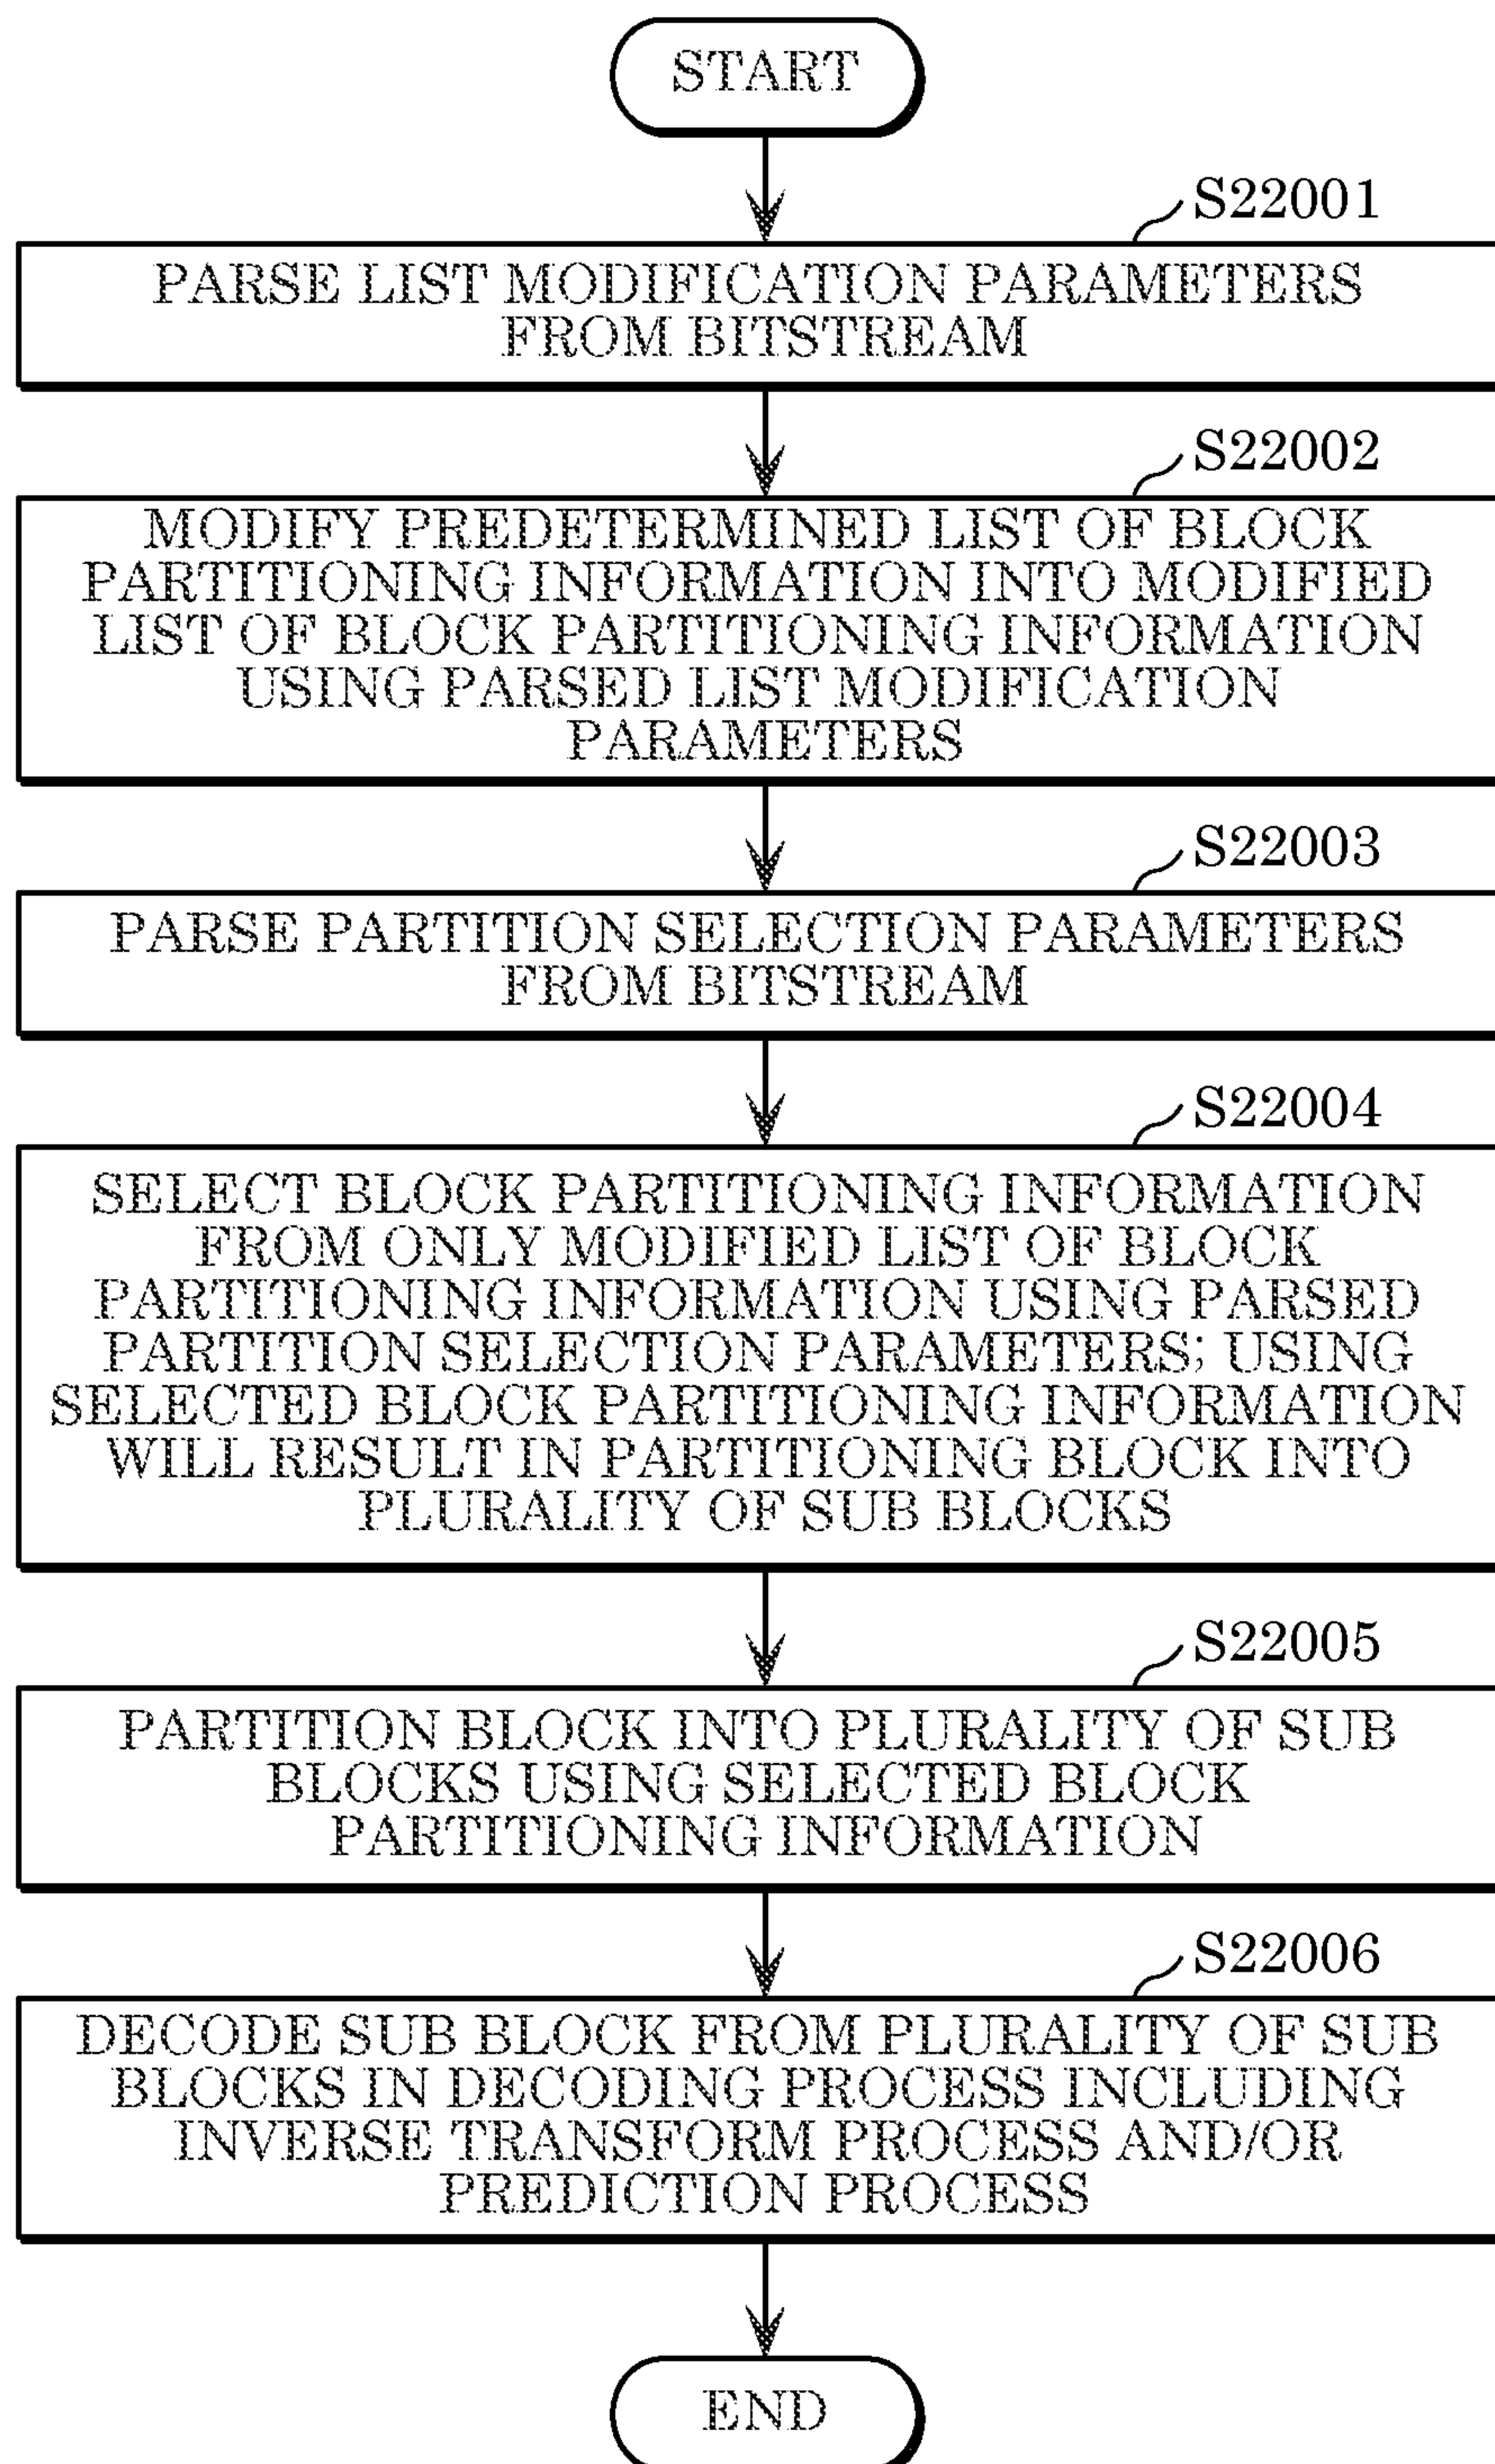 START
S22001
PARSE LIST MODIFICATION PARAMETERS
FROM BITSTREAM
S22002
MODIFY PREDETERMINED LIST OF BLOCK
PARTITIONING INFORMATION INTO MODIFIED
LIST OF BLOCK PARTITIONING INFORMATION
USING PARSED LIST MODIFICATION
PARAMETERS
S22003
PARSE PARTITION SELECTION PARAMETERS
FROM BITSTREAM
S22004
SELECT BLOCK PARTITIONING INFORMATION
FROM ONLY MODIFIED LIST OF BLOCK
PARTITIONING INFORMATION USING PARSED
PARTITION SELECTION PARAMETERS; USING
SELECTED BLOCK PARTITIONING INFORMATION
WILL RESULT IN PARTITIONING BLOCK INTO
PLURALITY OF SUB BLOCKS
S22005
PARTITION BLOCK INTO PLURALITY OF SUB
BLOCKS USING SELECTED BLOCK
PARTITIONING INFORMATION
S22006
DECODE SUB BLOCK FROM PLURALITY OF SUB
BLOCKS IN DECODING PROCESS INCLUDING
INVERSE TRANSFORM PROCESS AND/OR
PREDICTION PROCESS
END